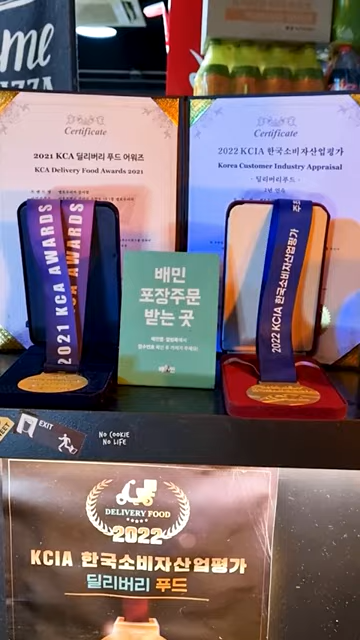 me
PIZZA
Certificate
2021 KCA 딜리버리 푸드 어워즈
KCA Delivery Food Awards 2021
Certificate
2022 KCIA 한국소비자산업평가
Korea Customer Industry Appraisal
- 딜리버리푸드 -
2021 KCA AWARDS
KCA AWARDS
배민
포장주문
받는 곳
2022 KCIA 한국소비자산업평가
EXIT
NO COOKIE
NO LIFE
DELIVERY FOOD
2022
KCIA 한국소비자산업평가
딜리버리 푸드